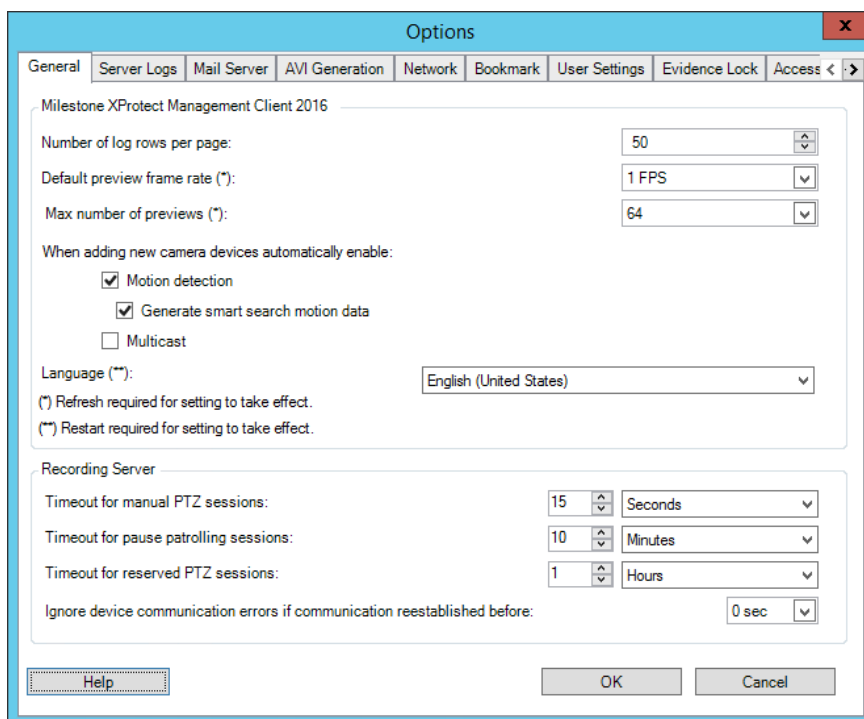 Options
x
General Server Logs Mail Server AVI Generation Network Bookmark User Settings Evidence Lock Access
Milestone XProtect Management Client 2016
Number of log rows per page: 50
Default preview frame rate (*): 1 FPS
Max number of previews (*): 64
When adding new camera devices automatically enable:
Motion detection
Generate smart search motion data
Multicast
Language (**): English (United States)
(*) Refresh required for setting to take effect.
(**) Restart required for setting to take effect.
Recording Server
Timeout for manual PTZ sessions: 15 Seconds
Timeout for pause patrolling sessions: 10 Minutes
Timeout for reserved PTZ sessions: 1 Hours
Ignore device communication errors if communication reestablished before: 0 sec
Help OK Cancel